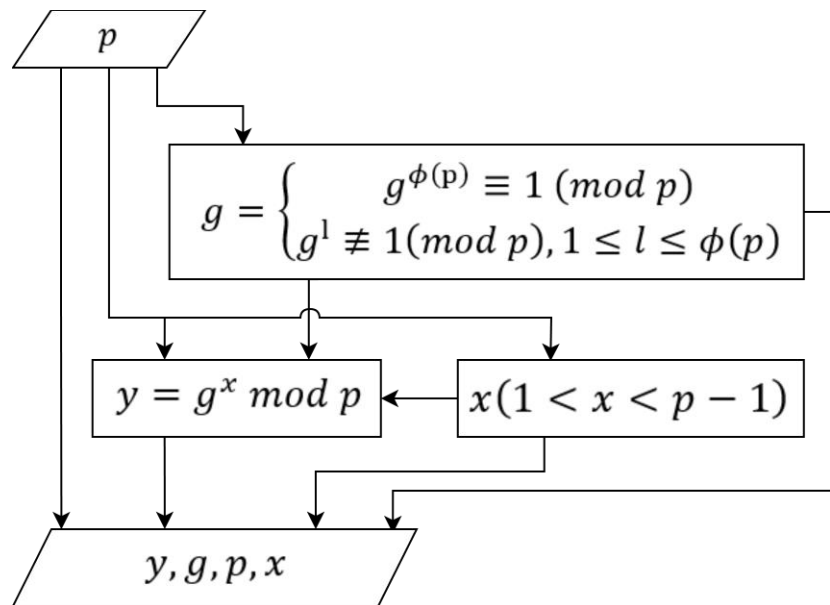 p
g = { g^ϕ(p) ≡ 1 (mod p)
g^l ≢ 1(mod p), 1 ≤ l ≤ ϕ(p)
y = g^x mod p
x(1 < x < p − 1)
y, g, p, x